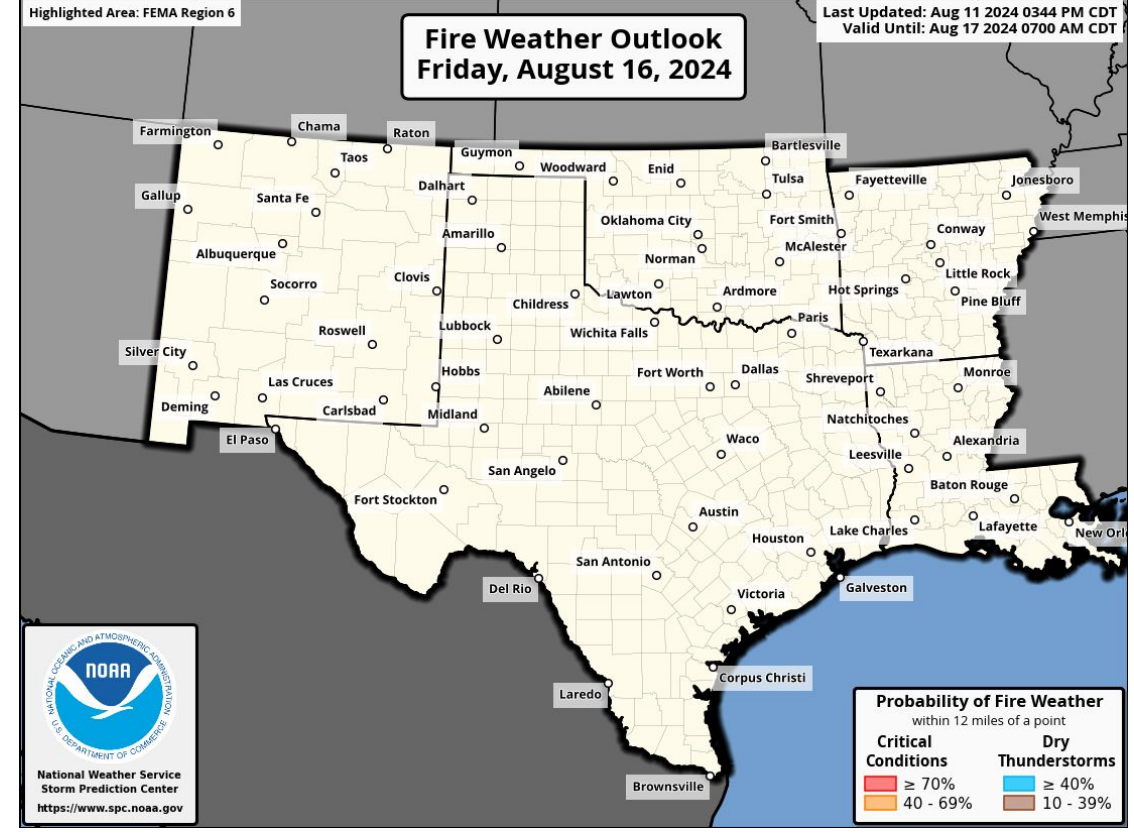 Highlighted Area: FEMA Region 6
Last Updated: Aug 11 2024 0344 PM CDT
Valid Until: Aug 17 2024 0700 AM CDT
Fire Weather Outlook
Friday, August 16, 2024
Farmington
Chama
Raton
Taos
Guymon
Woodward
Enid
Bartlesville
Tulsa
Fayetteville
Jonesboro
Gallup
Santa Fe
Dalhart
Oklahoma City
Fort Smith
West Memphis
Albuquerque
Amarillo
Norman
McAlester
Conway
Socorro
Clovis
Childress
Lawton
Ardmore
Hot Springs
Little Rock
Pine Bluff
Roswell
Lubbock
Wichita Falls
Paris
Silver City
Texarkana
Las Cruces
Hobbs
Fort Worth
Dallas
Shreveport
Monroe
Deming
Carlsbad
Midland
Abilene
Natchitoches
El Paso
San Angelo
Waco
Leesville
Alexandria
Fort Stockton
Baton Rouge
Austin
Lake Charles
Lafayette
New Orl
Houston
San Antonio
Del Rio
Victoria
Galveston
Laredo
Corpus Christi
Brownsville
NATIONAL OCEANIC AND ATMOSPHERIC ADMINISTRATION
NOAA
U.S. DEPARTMENT OF COMMERCE
National Weather Service
Storm Prediction Center
https://www.spc.noaa.gov
Probability of Fire Weather
within 12 miles of a point
Critical
Conditions
≥ 70%
40 - 69%
Dry
Thunderstorms
≥ 40%
10 - 39%